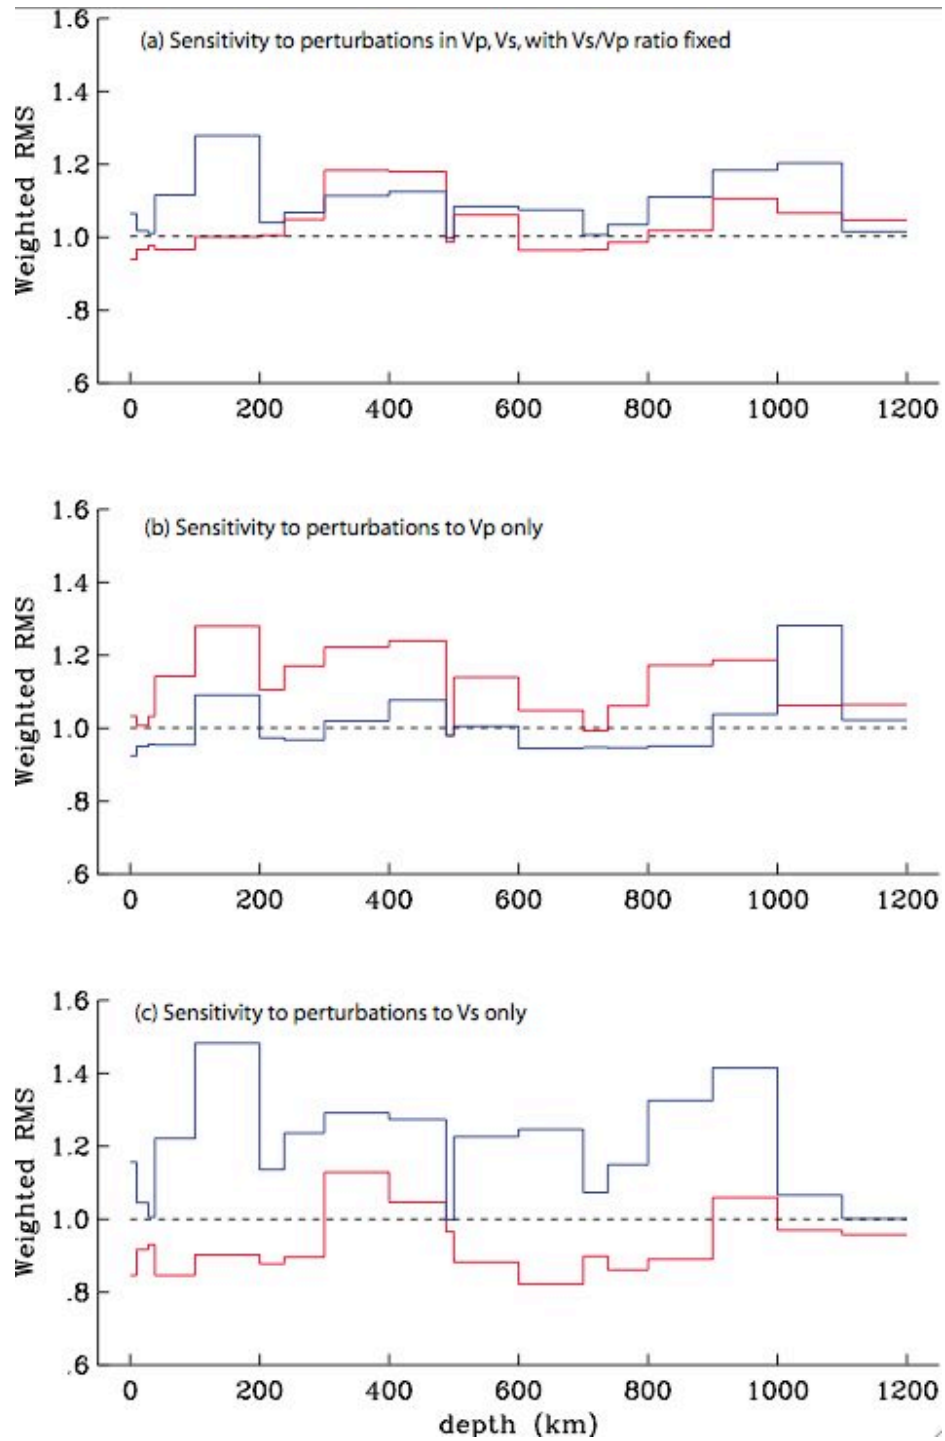 1.6
(a) Sensitivity to perturbations in Vp, Vs, with Vs/Vp ratio fixed
1.4
1.2
1.0
.8
.6
Weighted RMS
0 200 400 600 800 1000 1200
1.6
(b) Sensitivity to perturbations to Vp only
1.4
1.2
1.0
.8
.6
Weighted RMS
0 200 400 600 800 1000 1200
1.6
(c) Sensitivity to perturbations to Vs only
1.4
1.2
1.0
.8
.6
Weighted RMS
0 200 400 600 800 1000 1200
depth (km)